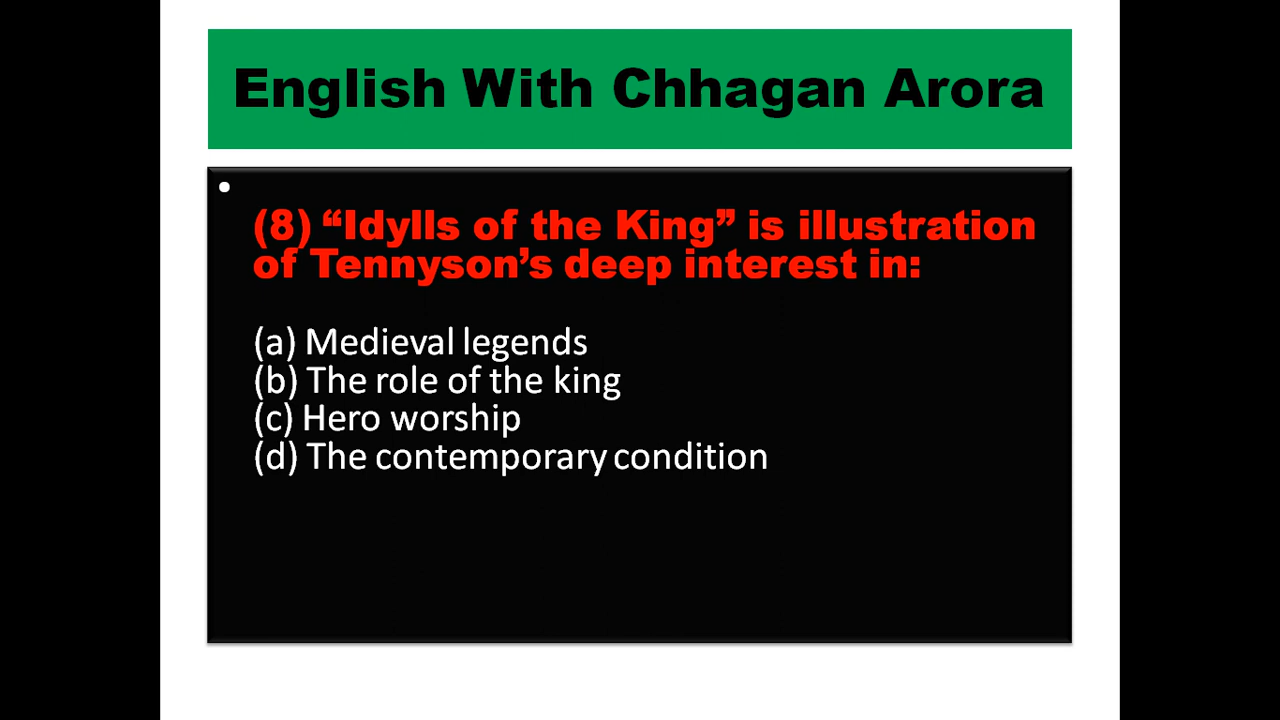 English With Chhagan Arora
•
(8) “Idylls of the King” is illustration
of Tennyson’s deep interest in:
(a) Medieval legends
(b) The role of the king
(c) Hero worship
(d) The contemporary condition